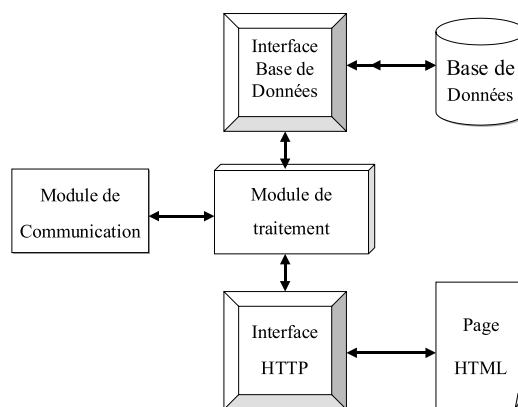 Interface
Base de
Données
Base de
Données
Module de
Communication
Module de
traitement
Interface
HTTP
Page
HTML